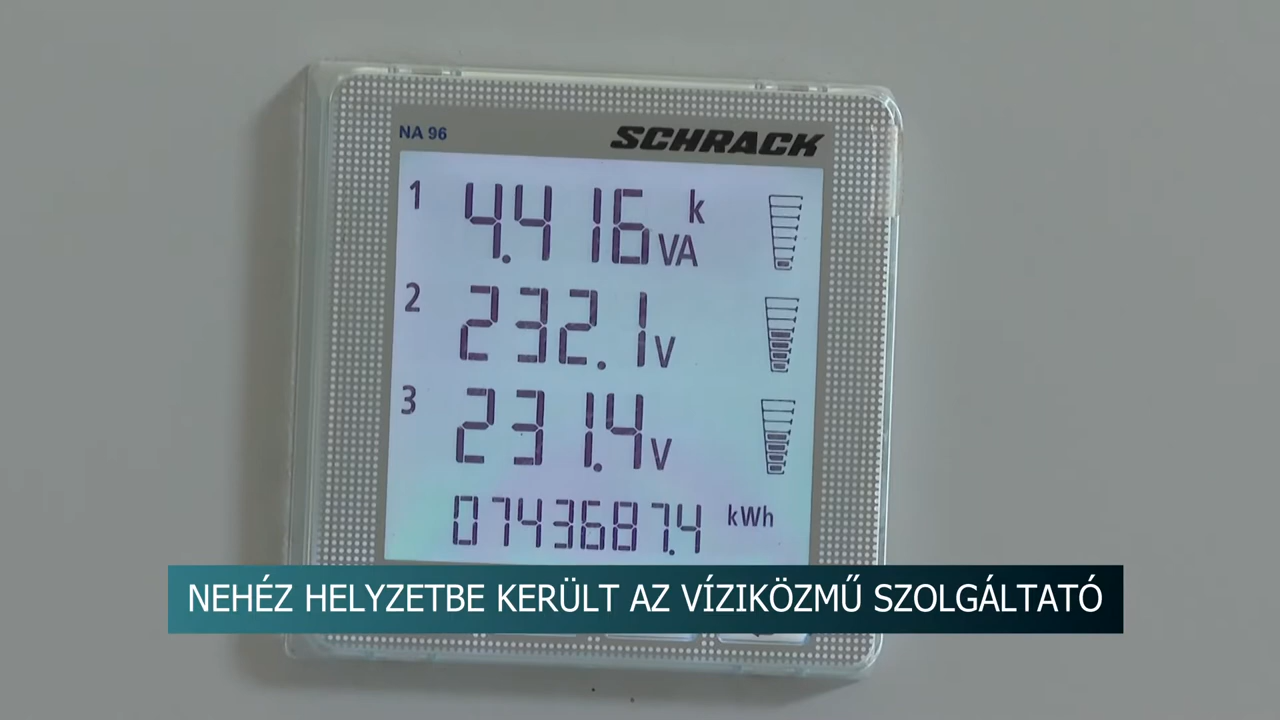 NA 96 SCHRACK
1 4.416 k VA
2 232.1 V
3 231.4 V
0743687.4 kWh
NEHÉZ HELYZETBE KERÜLT AZ VÍZIKÖZMŰ SZOLGÁLTATÓ